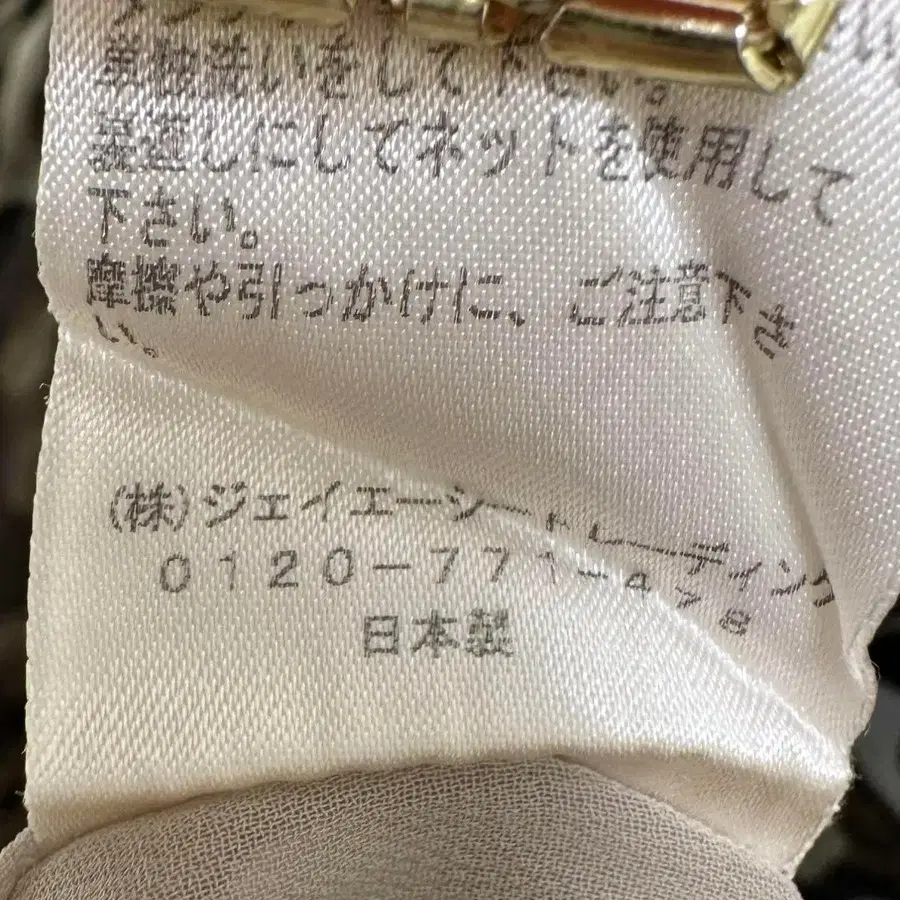 単独洗いをして下さい。
裏返しにしてネットを使用して
下さい。
摩擦や引っかけに、ご注意下さ
い。
(株)ジェイエーシートレーディング
0120-771-
日本製